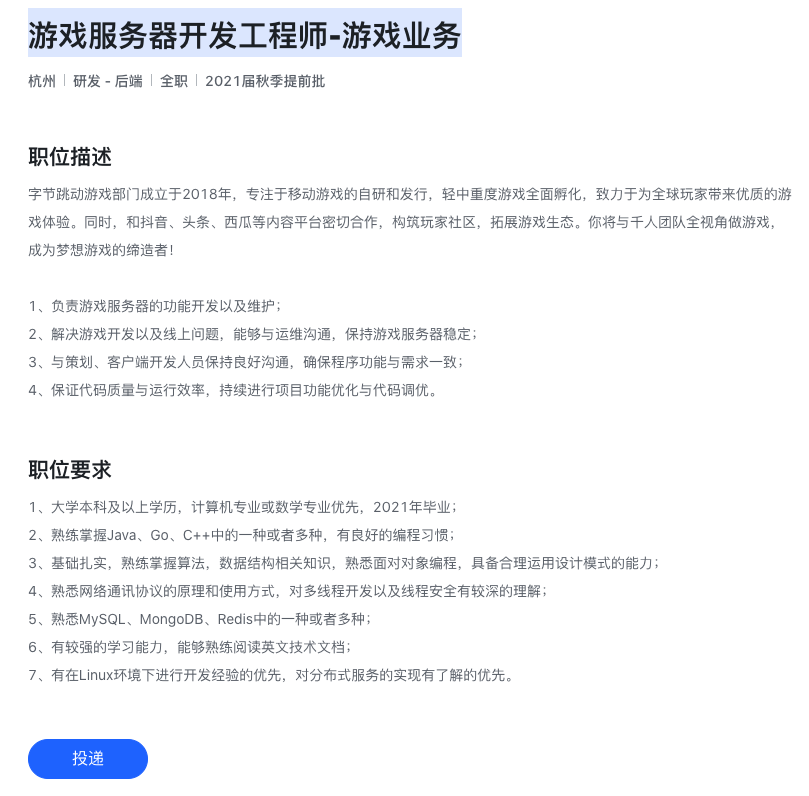 游戏服务器开发工程师-游戏业务
杭州 | 研发 - 后端 | 全职 | 2021届秋季提前批
职位描述
字节跳动游戏部门成立于2018年，专注于移动游戏的自研和发行，轻中重度游戏全面孵化，致力于为全球玩家带来优质的游
戏体验。同时，和抖音、头条、西瓜等内容平台密切合作，构筑玩家社区，拓展游戏生态。你将与千人团队全视角做游戏，
成为梦想游戏的缔造者！
1、负责游戏服务器的功能开发以及维护；
2、解决游戏开发以及线上问题，能够与运维沟通，保持游戏服务器稳定；
3、与策划、客户端开发人员保持良好沟通，确保程序功能与需求一致；
4、保证代码质量与运行效率，持续进行项目功能优化与代码调优。
职位要求
1、大学本科及以上学历，计算机专业或数学专业优先，2021年毕业；
2、熟练掌握Java、Go、C++中的一种或者多种，有良好的编程习惯；
3、基础扎实，熟练掌握算法，数据结构相关知识，熟悉面对对象编程，具备合理运用设计模式的能力；
4、熟悉网络通讯协议的原理和使用方式，对多线程开发以及线程安全有较深的理解；
5、熟悉MySQL、MongoDB、Redis中的一种或者多种；
6、有较强的学习能力，能够熟练阅读英文技术文档；
7、有在Linux环境下进行开发经验的优先，对分布式服务的实现有了解的优先。
投递